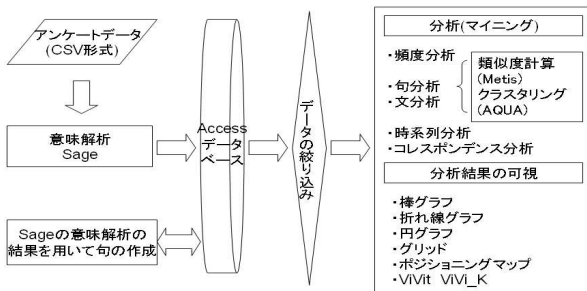 アンケートデータ
(CSV形式)
意味解析
Sage
Sageの意味解析の
結果を用いて句の作成
Access
データ
ベース
データの絞り込み
分析(マイニング)
・頻度分析
・句分析
・文分析
類似度計算
(Metis)
クラスタリング
(AQUA)
・時系列分析
・コレスポンデンス分析
分析結果の可視
・棒グラフ
・折れ線グラフ
・円グラフ
・グリッド
・ポジショニングマップ
・ViVit ViVi_K